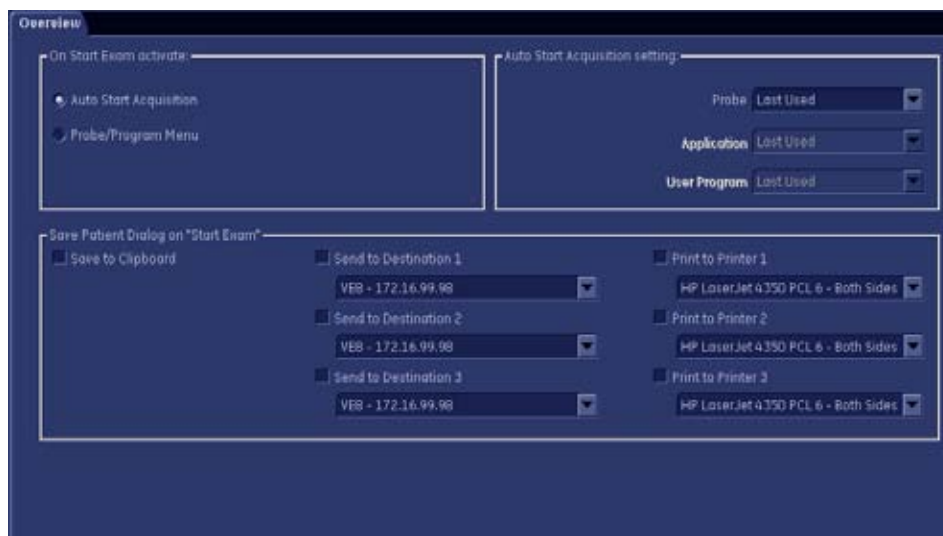 Overview
On Start Exam activate:
Auto Start Acquisition
Probe/Program Menu
Auto Start Acquisition setting:
Probe Last Used
Application Last Used
User Program Last Used
Save Patient Dialog on "Start Exam"
Save to Clipboard
Send to Destination 1
VEB - 172.16.99.98
Send to Destination 2
VEB - 172.16.99.98
Send to Destination 3
VEB - 172.16.99.98
Print to Printer 1
HP LaserJet 4350 PCL 6 - Both Sides
Print to Printer 2
HP LaserJet 4350 PCL 6 - Both Sides
Print to Printer 3
HP LaserJet 4350 PCL 6 - Both Sides